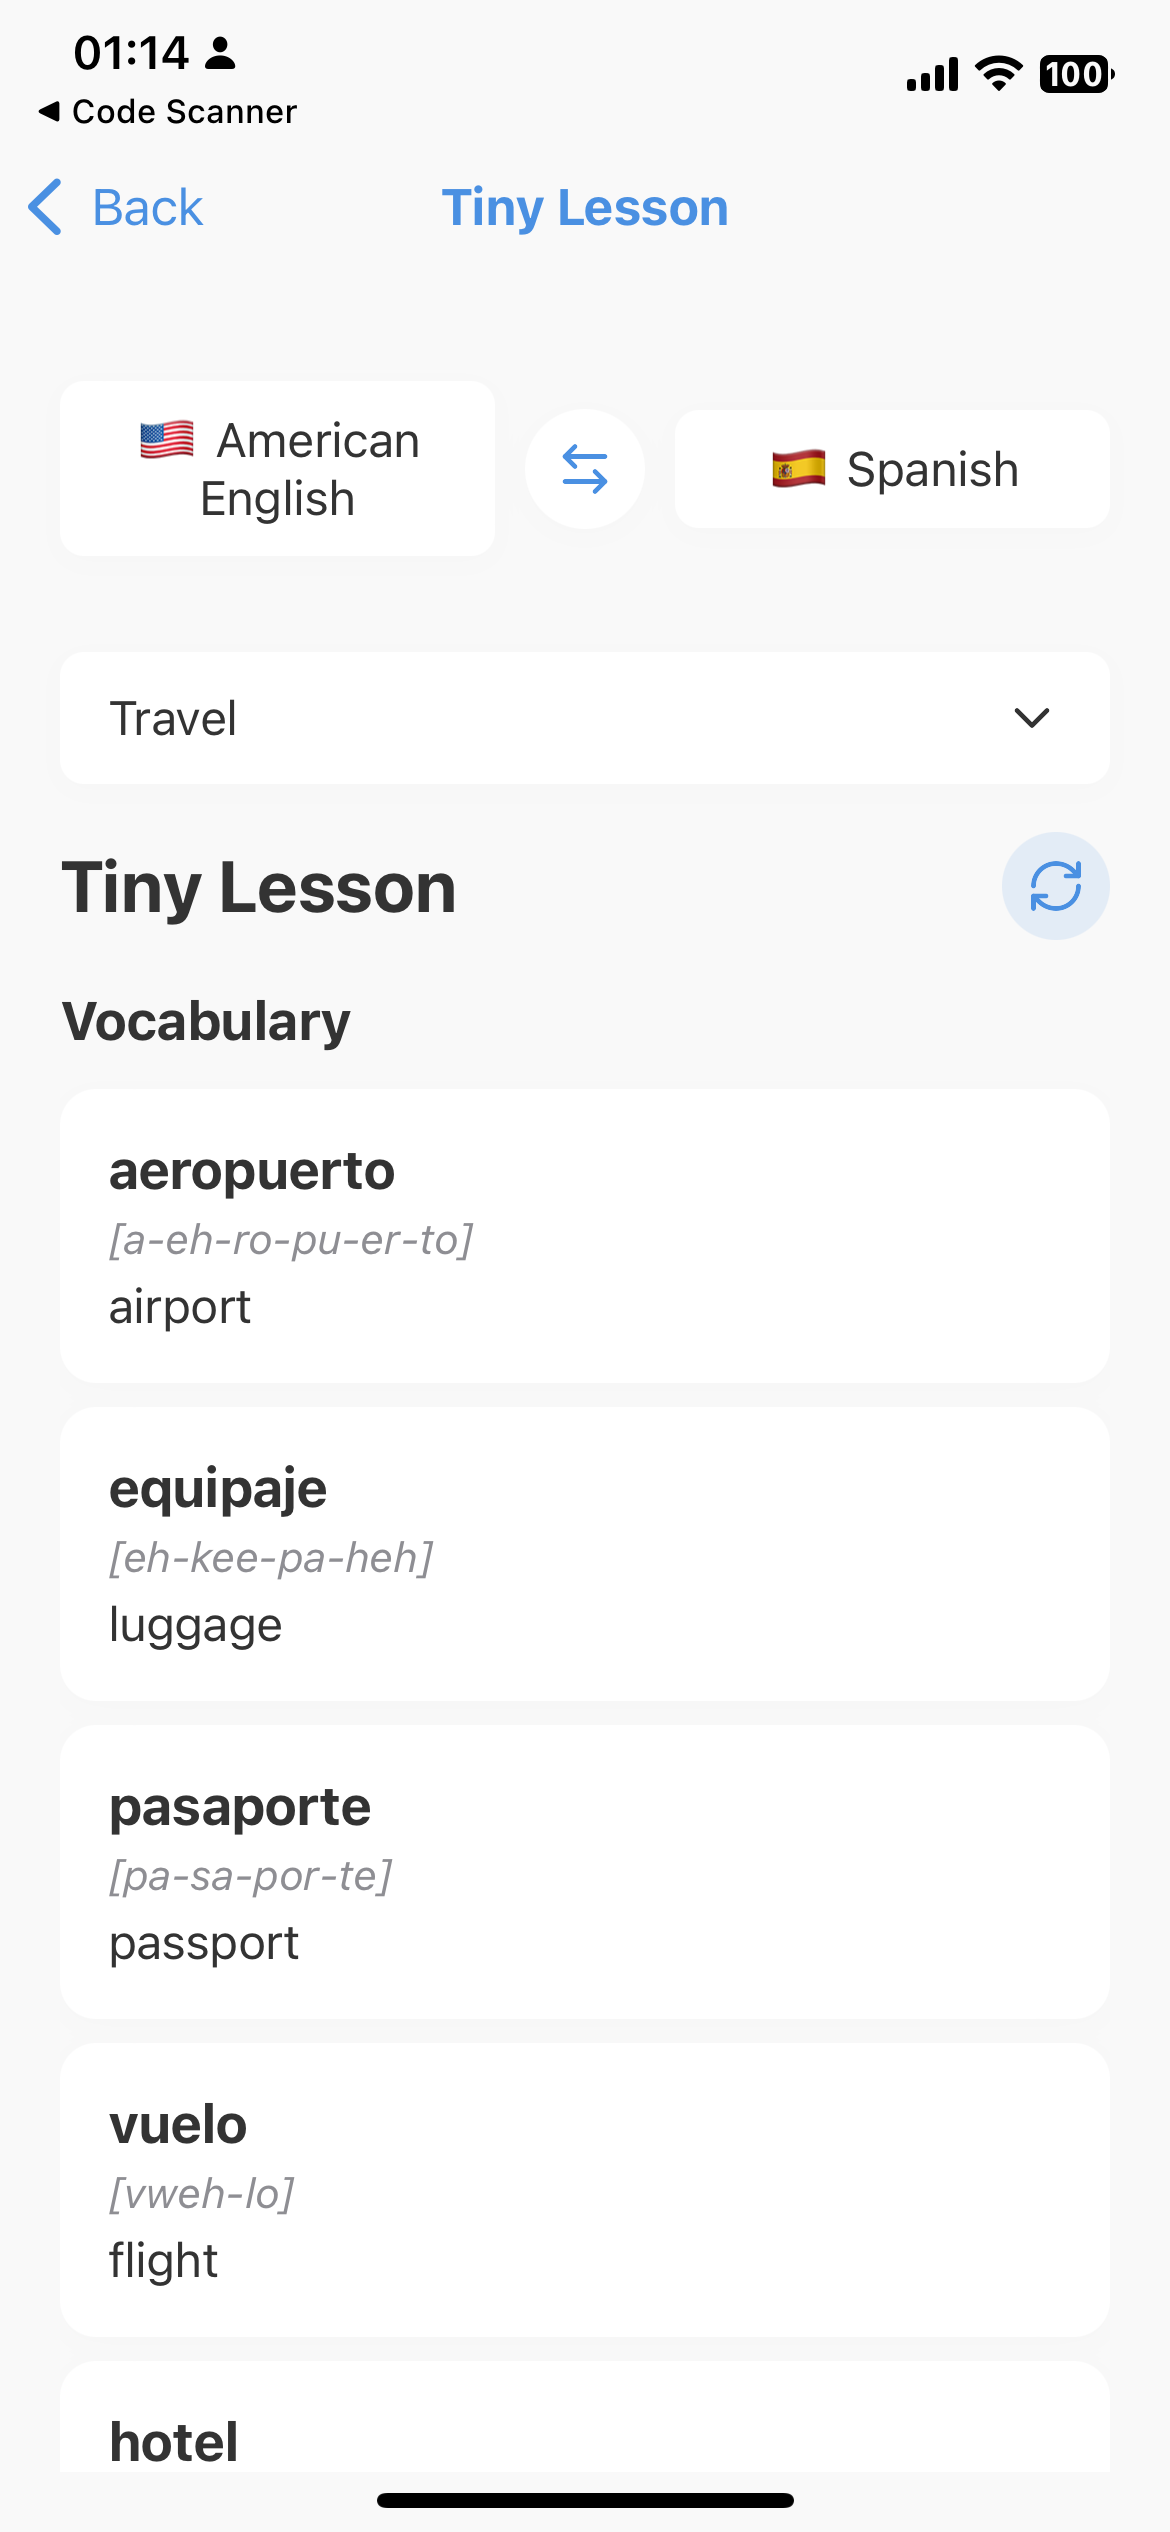 01:14
100
Code Scanner
Back
Tiny Lesson
American
English
Spanish
Travel
Tiny Lesson
Vocabulary
aeropuerto
[a-eh-ro-pu-er-to]
airport
equipaje
[eh-kee-pa-heh]
luggage
pasaporte
[pa-sa-por-te]
passport
vuelo
[vweh-lo]
flight
hotel